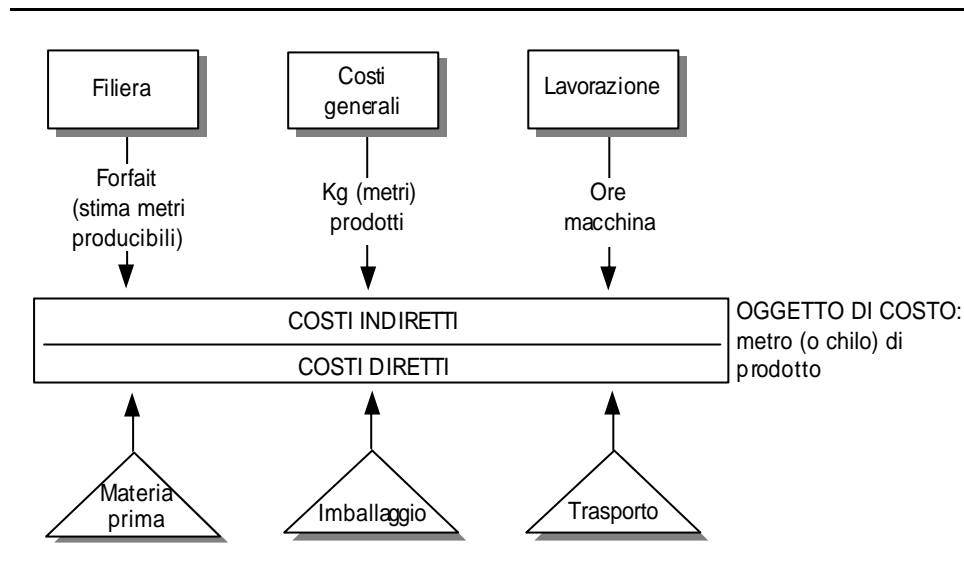 Filiera
Costi
generali
Lavorazione
Forfait
(stima metri
producibili)
Kg (metri)
prodotti
Ore
macchina
COSTI INDIRETTI
COSTI DIRETTI
OGGETTO DI COSTO:
metro (o chilo) di
prodotto
Materia
prima
Imballaggio
Trasporto